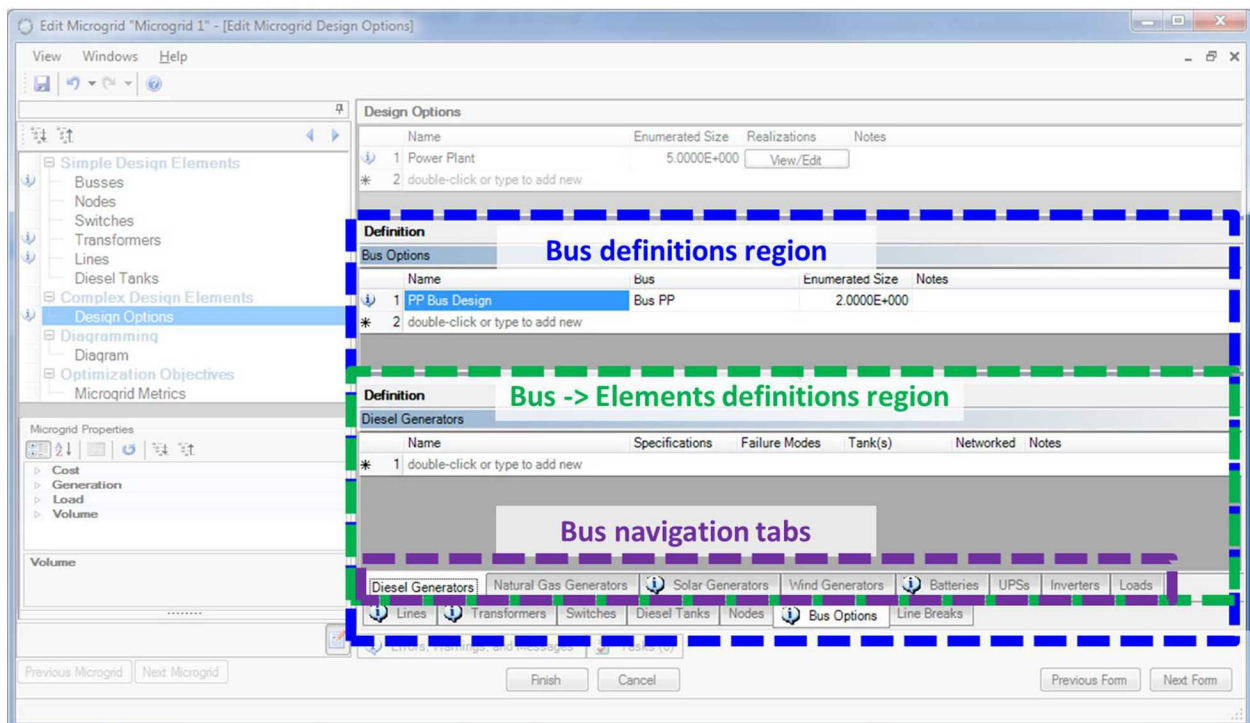 Edit Microgrid "Microgrid 1" - [Edit Microgrid Design Options]
View Windows Help
Design Options
Name Enumerated Size Realizations Notes
1 Power Plant 5.0000E+000 View/Edit
* 2 double-click or type to add new
Simple Design Elements
Busses
Nodes
Switches
Transformers
Lines
Diesel Tanks
Complex Design Elements
Design Options
Diagramming
Diagram
Optimization Objectives
Microgrid Metrics
Microgrid Properties
Cost
Generation
Load
Volume
Volume
Previous Microgrid Next Microgrid
Definition
Bus definitions region
Bus Options
Name Bus Enumerated Size Notes
1 PP Bus Design Bus PP 2.0000E+000
* 2 double-click or type to add new
Definition
Bus -> Elements definitions region
Diesel Generators
Name Specifications Failure Modes Tank(s) Networked Notes
* 1 double-click or type to add new
Bus navigation tabs
Diesel Generators Natural Gas Generators Solar Generators Wind Generators Batteries UPSs Inverters Loads
Lines Transformers Switches Diesel Tanks Nodes Bus Options Line Breaks
Errors, Warnings, and Messages Tasks (0)
Finish Cancel Previous Form Next Form